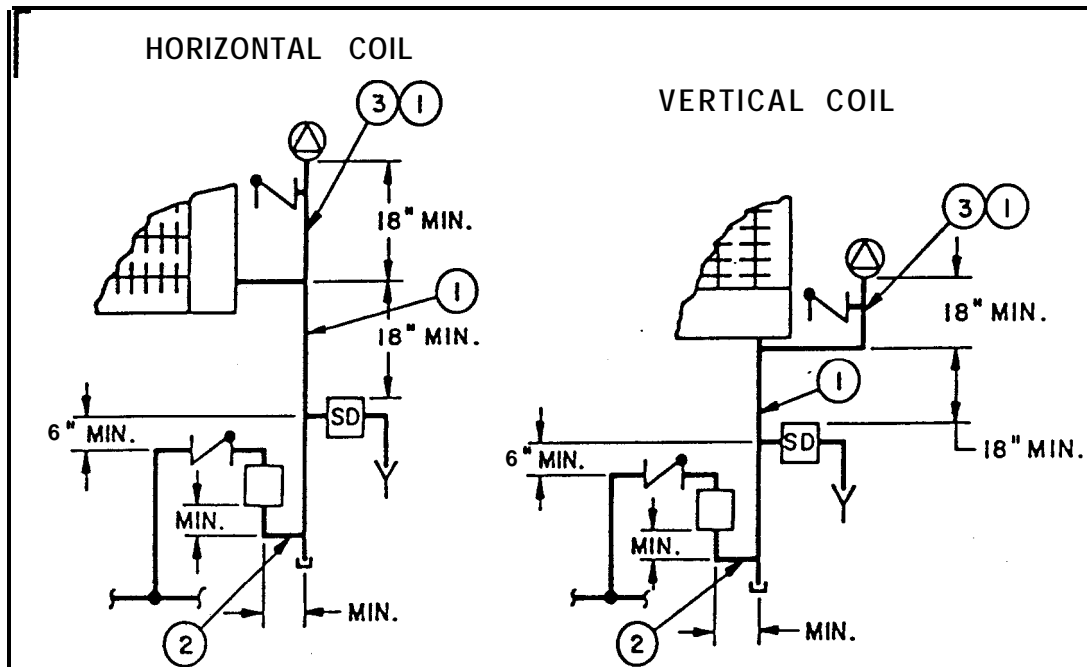 HORIZONTAL COIL
3 1
18" MIN.
1
18" MIN.
6" MIN.
SD
MIN.
MIN.
2
VERTICAL COIL
3 1
18" MIN.
1
SD
18" MIN.
6" MIN.
MIN.
MIN.
2